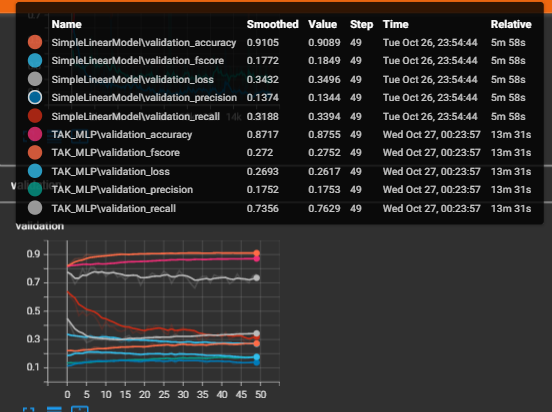 Name Smoothed Value Step Time Relative
SimpleLinearModel\validation_accuracy 0.9105 0.9089 49 Tue Oct 26, 23:54:44 5m 58s
SimpleLinearModel\validation_fscore 0.1772 0.1849 49 Tue Oct 26, 23:54:44 5m 58s
SimpleLinearModel\validation_loss 0.3432 0.3496 49 Tue Oct 26, 23:54:44 5m 58s
SimpleLinearModel\validation_precision 0.1374 0.1344 49 Tue Oct 26, 23:54:44 5m 58s
SimpleLinearModel\validation_recall 0.3188 0.3394 49 Tue Oct 26, 23:54:44 5m 58s
TAK_MLP\validation_accuracy 0.8717 0.8755 49 Wed Oct 27, 00:23:57 13m 31s
TAK_MLP\validation_fscore 0.272 0.2752 49 Wed Oct 27, 00:23:57 13m 31s
TAK_MLP\validation_loss 0.2693 0.2617 49 Wed Oct 27, 00:23:57 13m 31s
TAK_MLP\validation_precision 0.1752 0.1753 49 Wed Oct 27, 00:23:57 13m 31s
TAK_MLP\validation_recall 0.7356 0.7629 49 Wed Oct 27, 00:23:57 13m 31s
validation
0.9
0.7
0.5
0.3
0.1
0 5 10 15 20 25 30 35 40 45 50